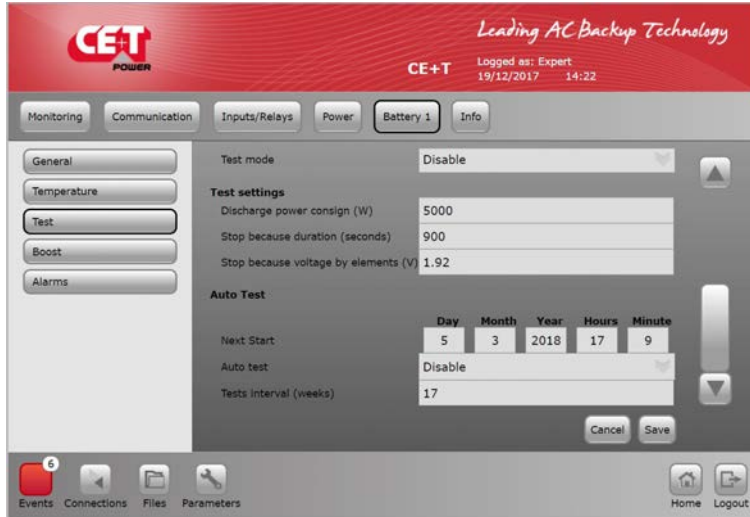 CE+T
POWER
Leading AC Backup Technology
CE+T
Logged as: Expert
19/12/2017 14:22
Monitoring Communication Inputs/Relays Power Battery 1 Info
General
Temperature
Test
Boost
Alarms
Test mode Disable
Test settings
Discharge power consign (W) 5000
Stop because duration (seconds) 900
Stop because voltage by elements (V) 1.92
Auto Test
Day Month Year Hours Minute
Next Start 5 3 2018 17 9
Auto test Disable
Tests interval (weeks) 17
Cancel Save
6
Events Connections Files Parameters Home Logout